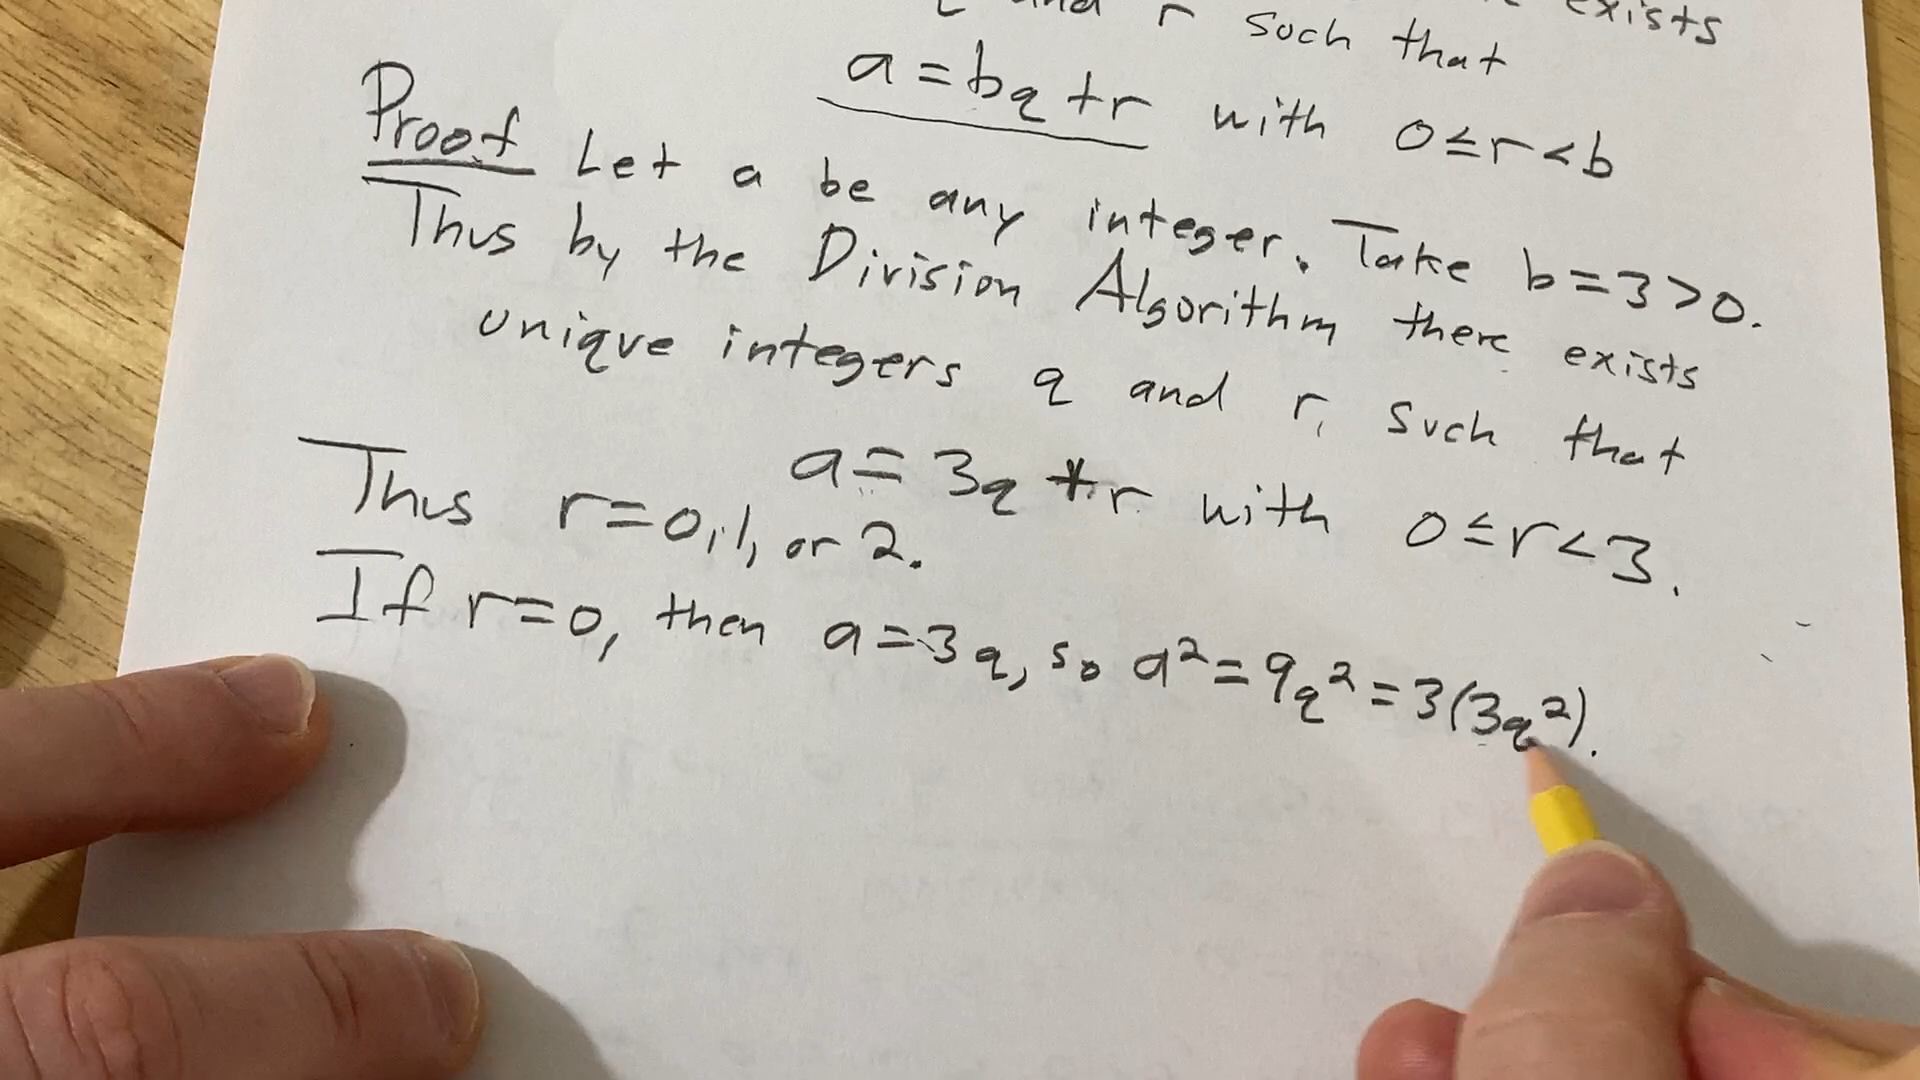 and r such that exists
a = bq + r with 0 ≤ r < b
Proof Let a be any integer. Take b = 3 > 0.
Thus by the Division Algorithm there exists
unique integers q and r, such that
a = 3q + r with 0 ≤ r < 3.
Thus r = 0, 1, or 2.
If r = 0, then a = 3q, so a² = 9q² = 3(3q²).